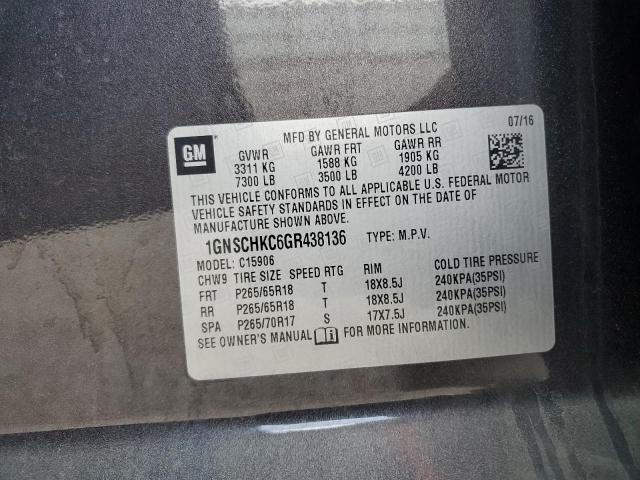 GM
MFD BY GENERAL MOTORS LLC 07/16
GVWR GAWR FRT GAWR RR
3311 KG 1588 KG 1905 KG
7300 LB 3500 LB 4200 LB
THIS VEHICLE CONFORMS TO ALL APPLICABLE U.S. FEDERAL MOTOR
VEHICLE SAFETY STANDARDS IN EFFECT ON THE DATE OF
MANUFACTURE SHOWN ABOVE.
1GNSCHKC6GR438136 TYPE: M.P.V.
MODEL: C15906
CHW9 TIRE SIZE SPEED RTG RIM COLD TIRE PRESSURE
FRT P265/65R18 T 18X8.5J 240KPA(35PSI)
RR P265/65R18 T 18X8.5J 240KPA(35PSI)
SPA P265/70R17 S 17X7.5J 240KPA(35PSI)
SEE OWNER'S MANUAL FOR MORE INFORMATION.